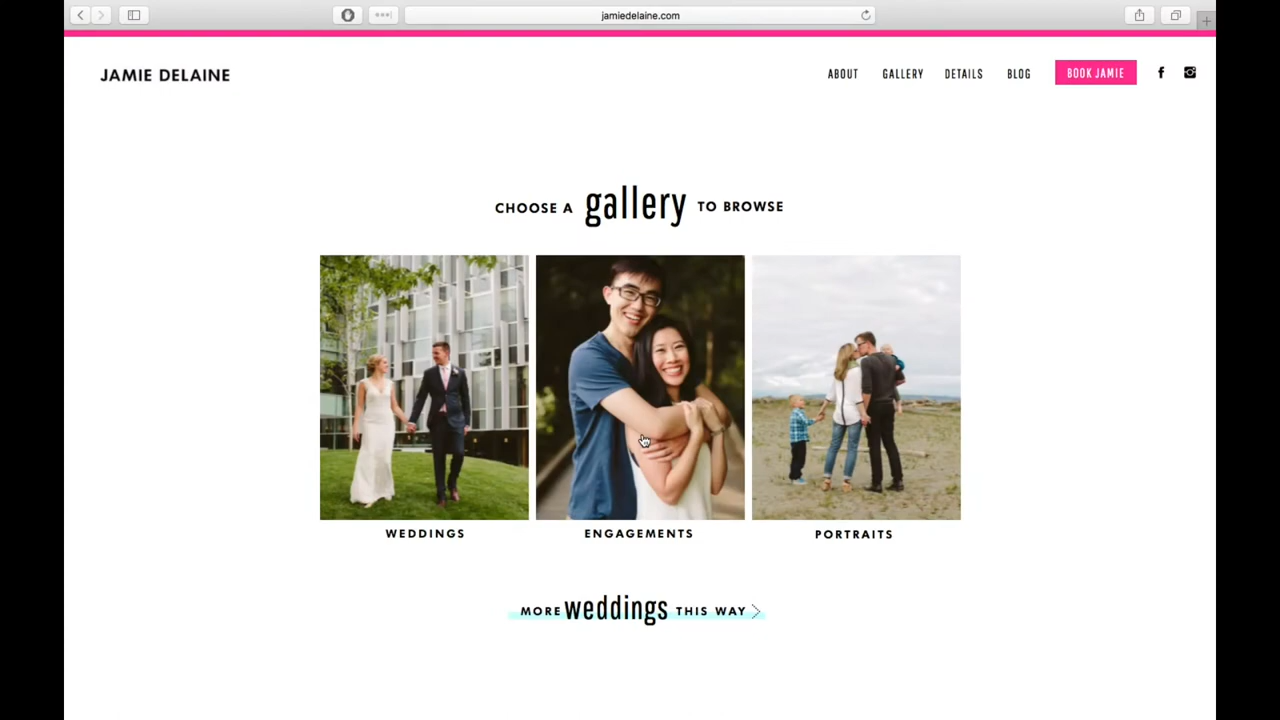 jamiedelaine.com
JAMIE DELAINE
ABOUT GALLERY DETAILS BLOG BOOK JAMIE
CHOOSE A gallery TO BROWSE
WEDDINGS ENGAGEMENTS PORTRAITS
MORE weddings THIS WAY